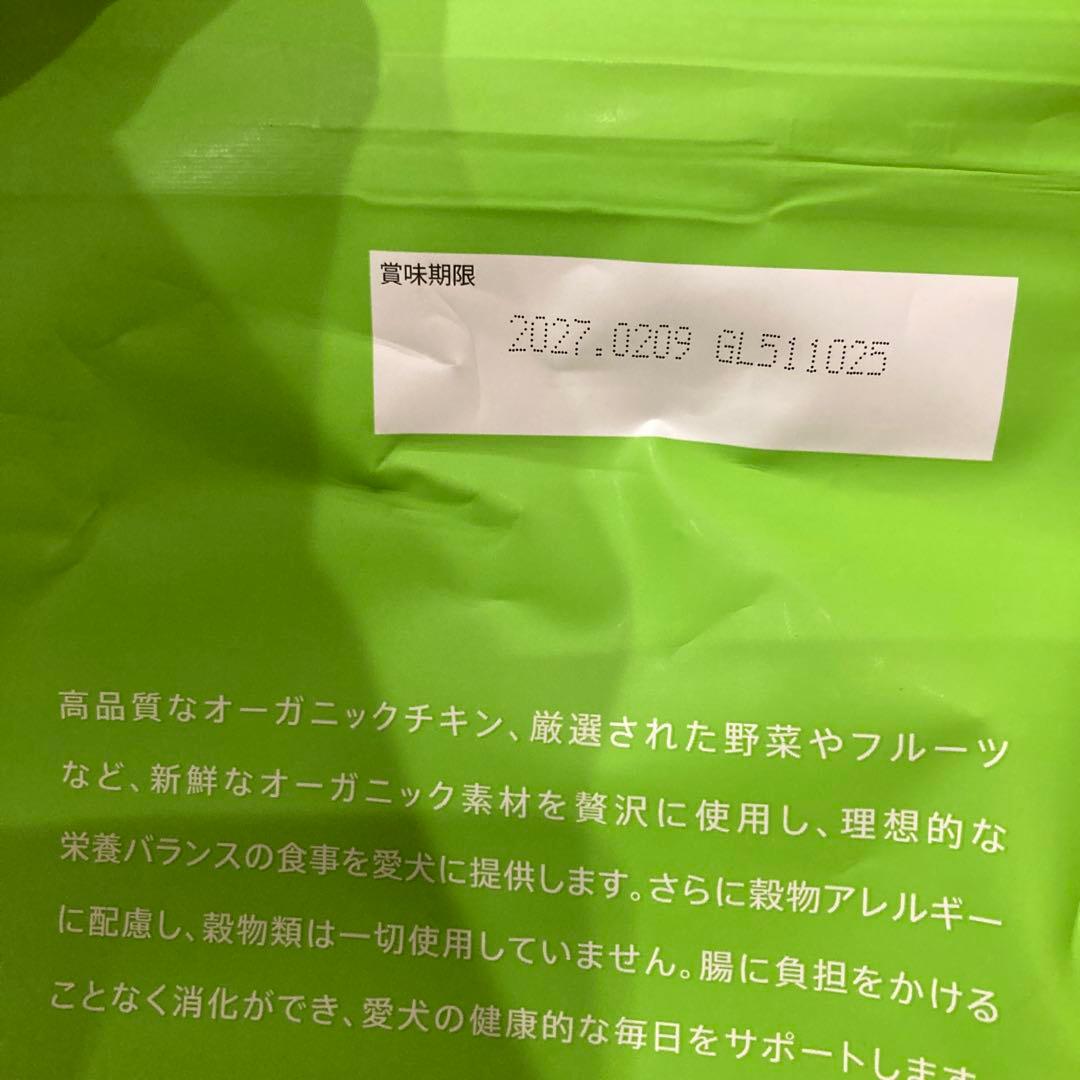 賞味期限
2027.0209 GL511025
高品質なオーガニックチキン、厳選された野菜やフルーツ
など、新鮮なオーガニック素材を贅沢に使用し、理想的な
栄養バランスの食事を愛犬に提供します。さらに穀物アレルギー
に配慮し、穀物類は一切使用していません。腸に負担をかける
ことなく消化ができ、愛犬の健康的な毎日をサポートします。